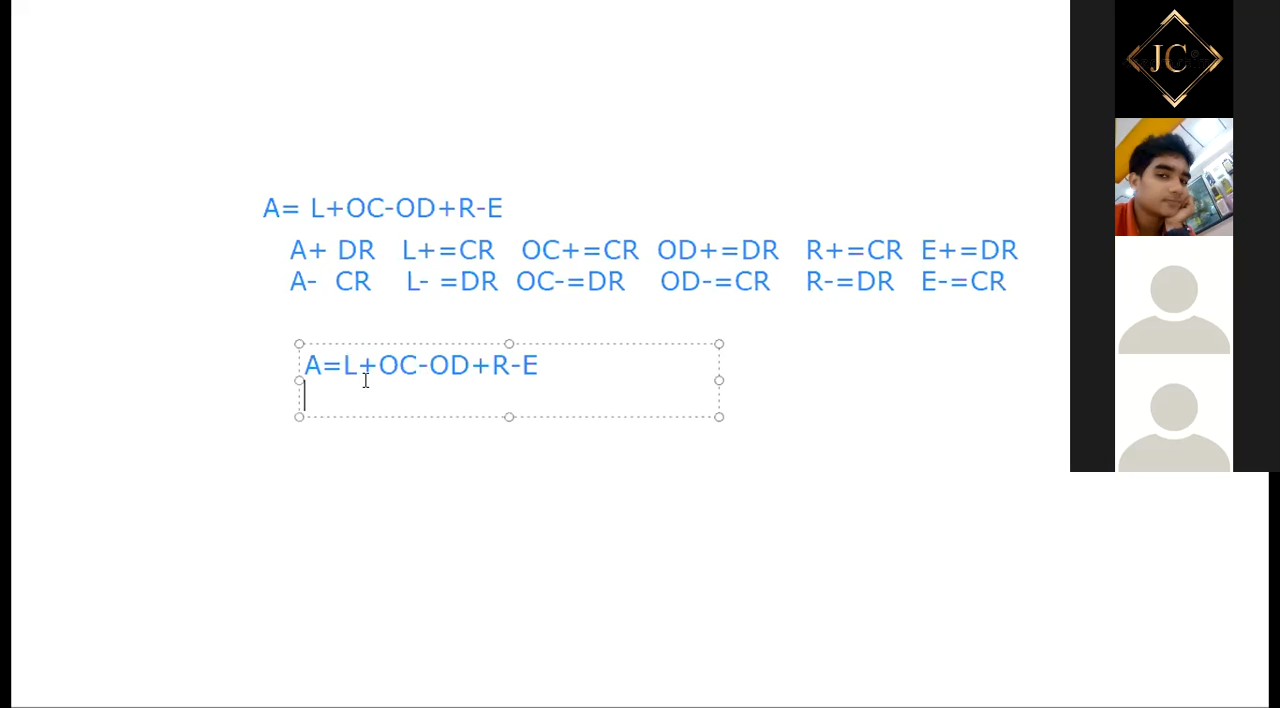 A= L+OC-OD+R-E
A+ DR L+=CR OC+=CR OD+=DR R+=CR E+=DR
A- CR L- =DR OC-=DR OD-=CR R-=DR E-=CR
A=L+OC-OD+R-E
JC